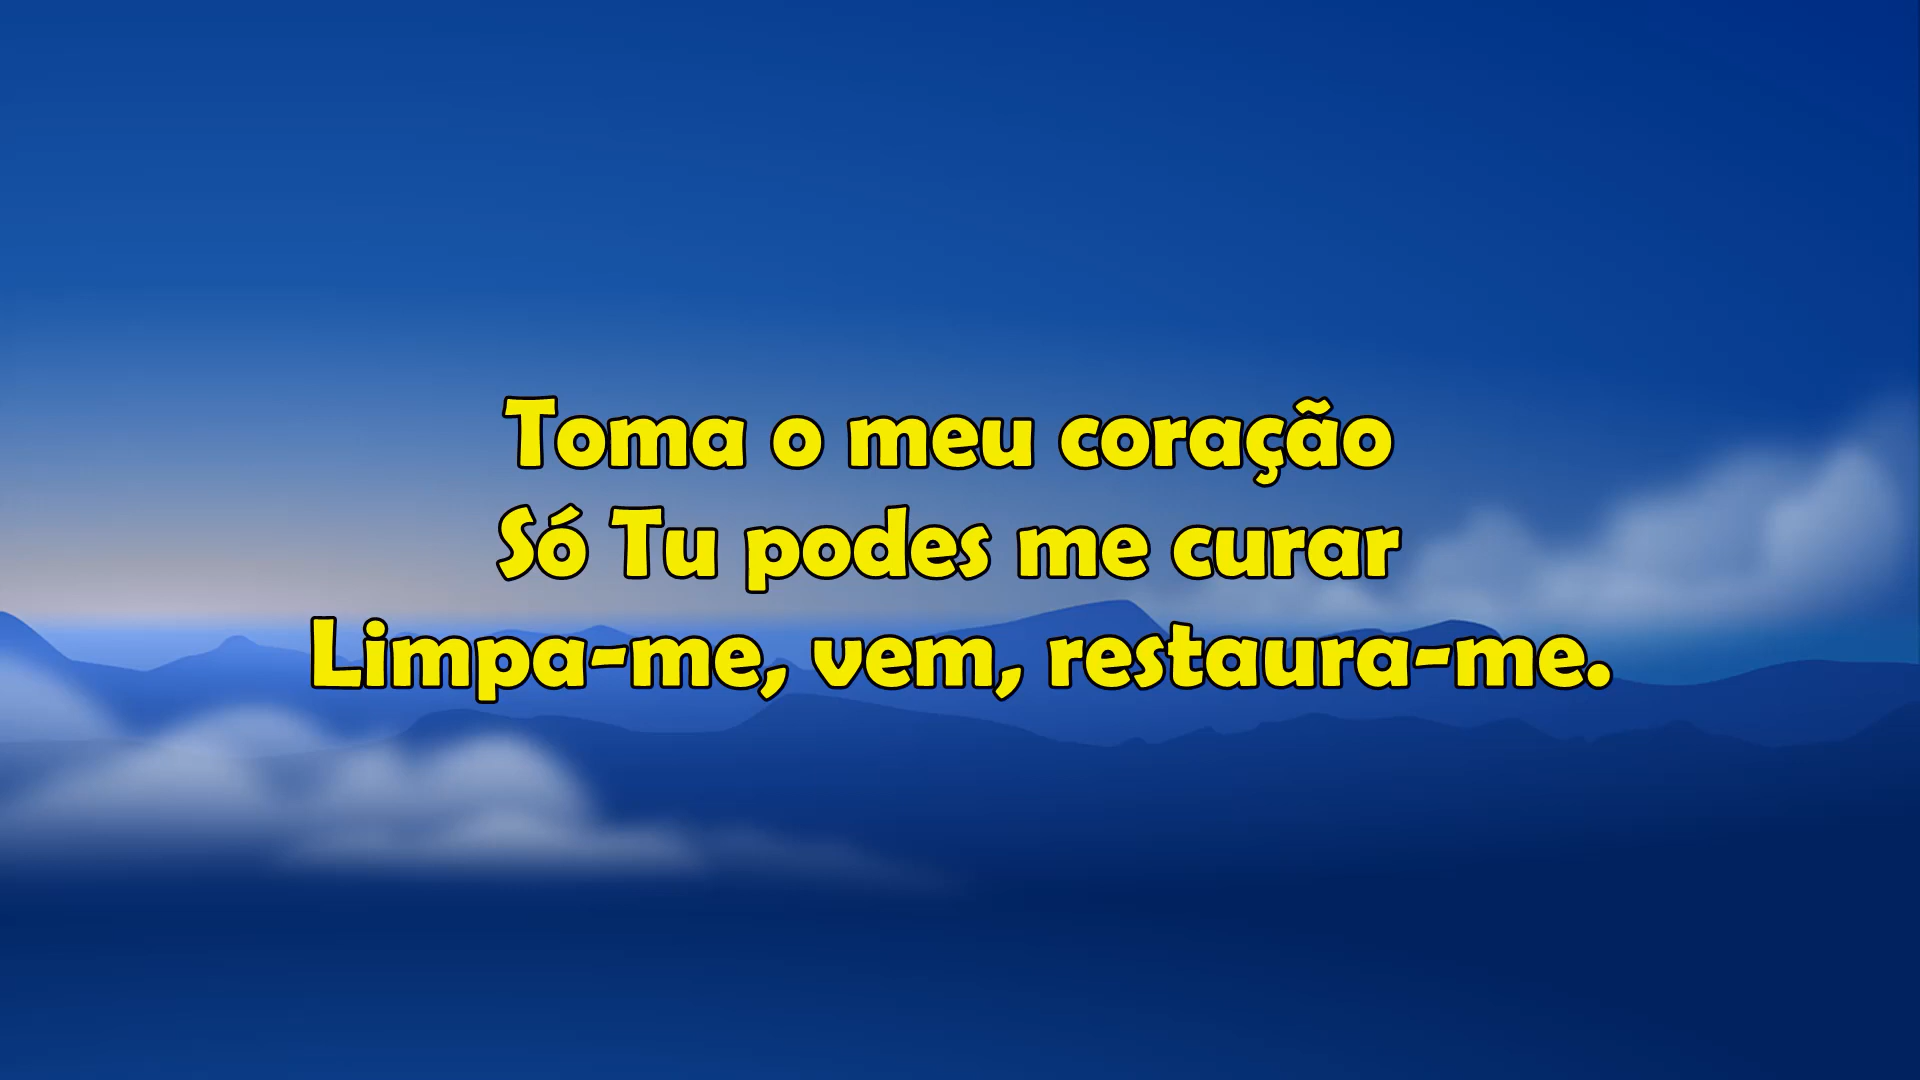 Toma o meu coração
Só Tu podes me curar
Limpa-me, vem, restaura-me.